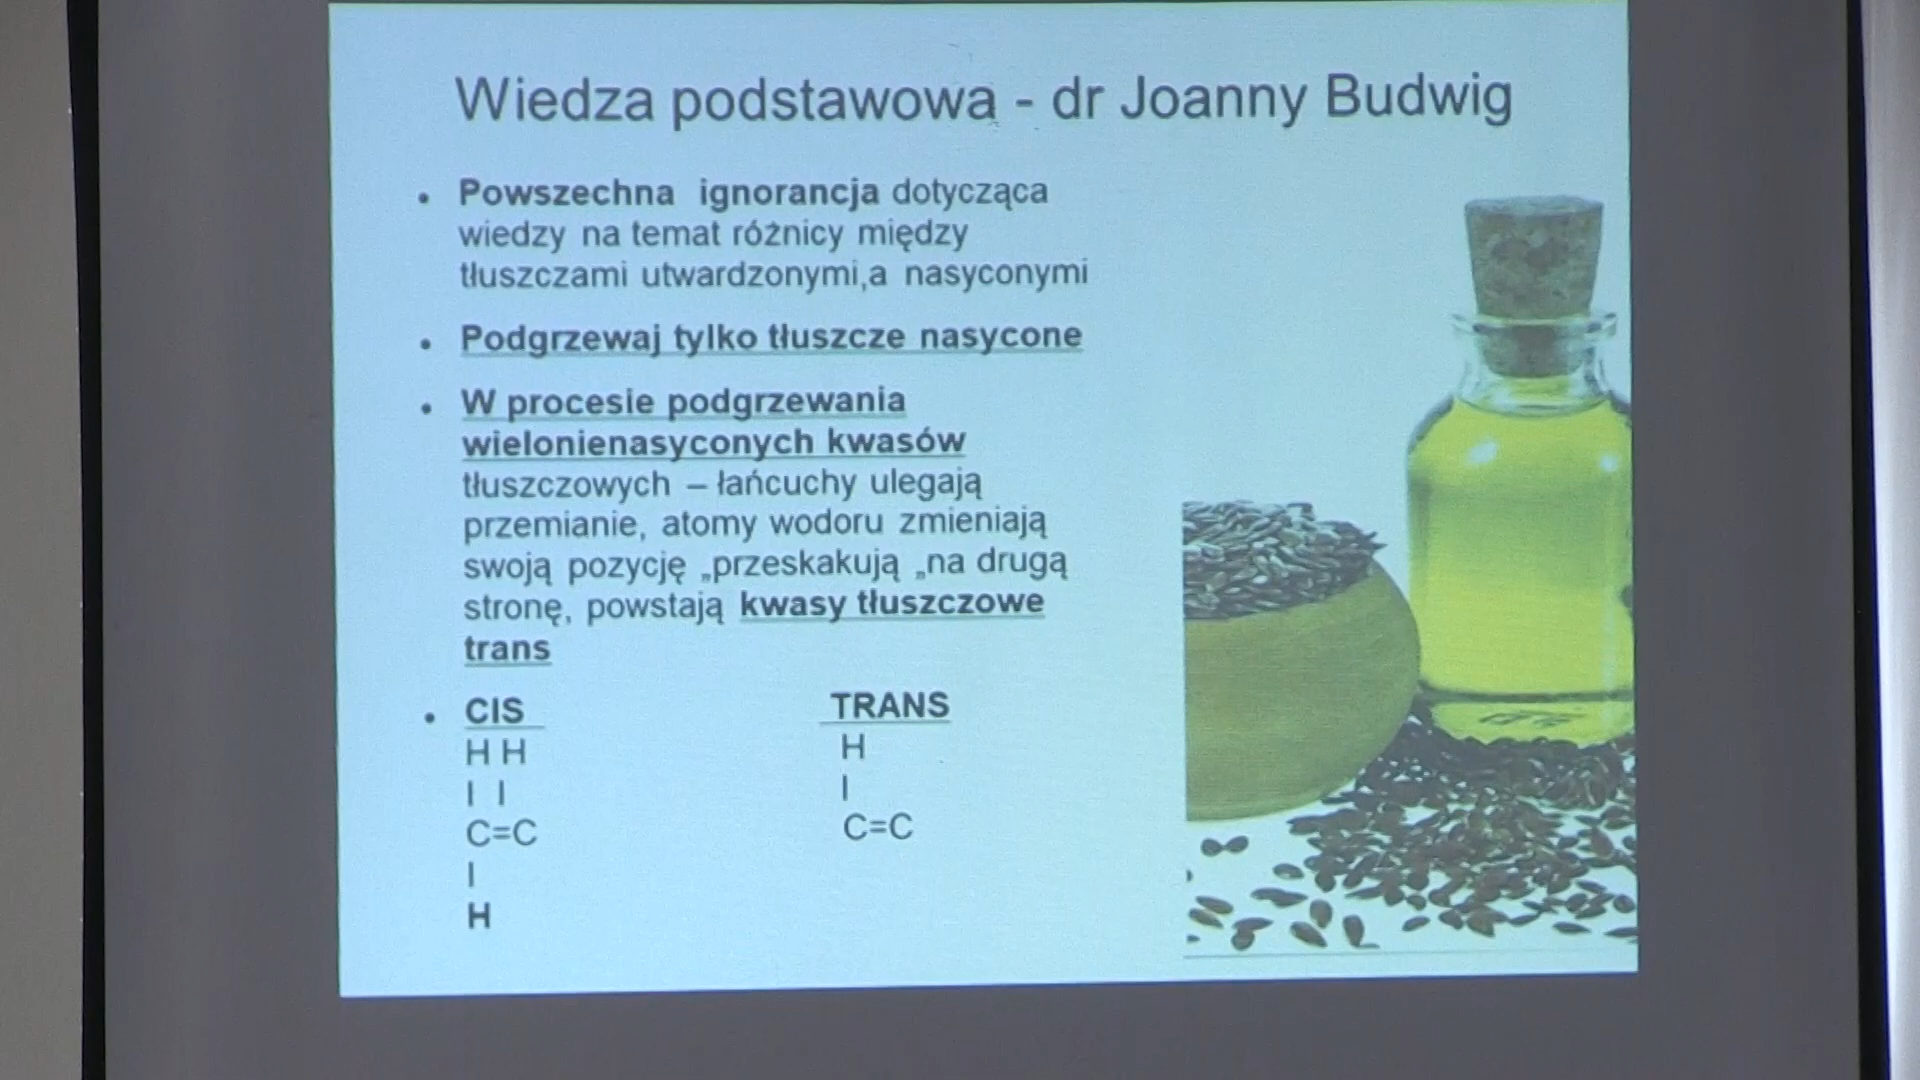 Wiedza podstawowa - dr Joanny Budwig
Powszechna ignorancja dotycząca
wiedzy na temat różnicy między
tłuszczami utwardzonymi,a nasyconymi
Podgrzewaj tylko tłuszcze nasycone
W procesie podgrzewania
wielonienasyconych kwasów
tłuszczowych – łańcuchy ulegają
przemianie, atomy wodoru zmieniają
swoją pozycję „przeskakują „na drugą
stronę, powstają kwasy tłuszczowe
trans
CIS TRANS
H H H
I I I
C=C C=C
I
H